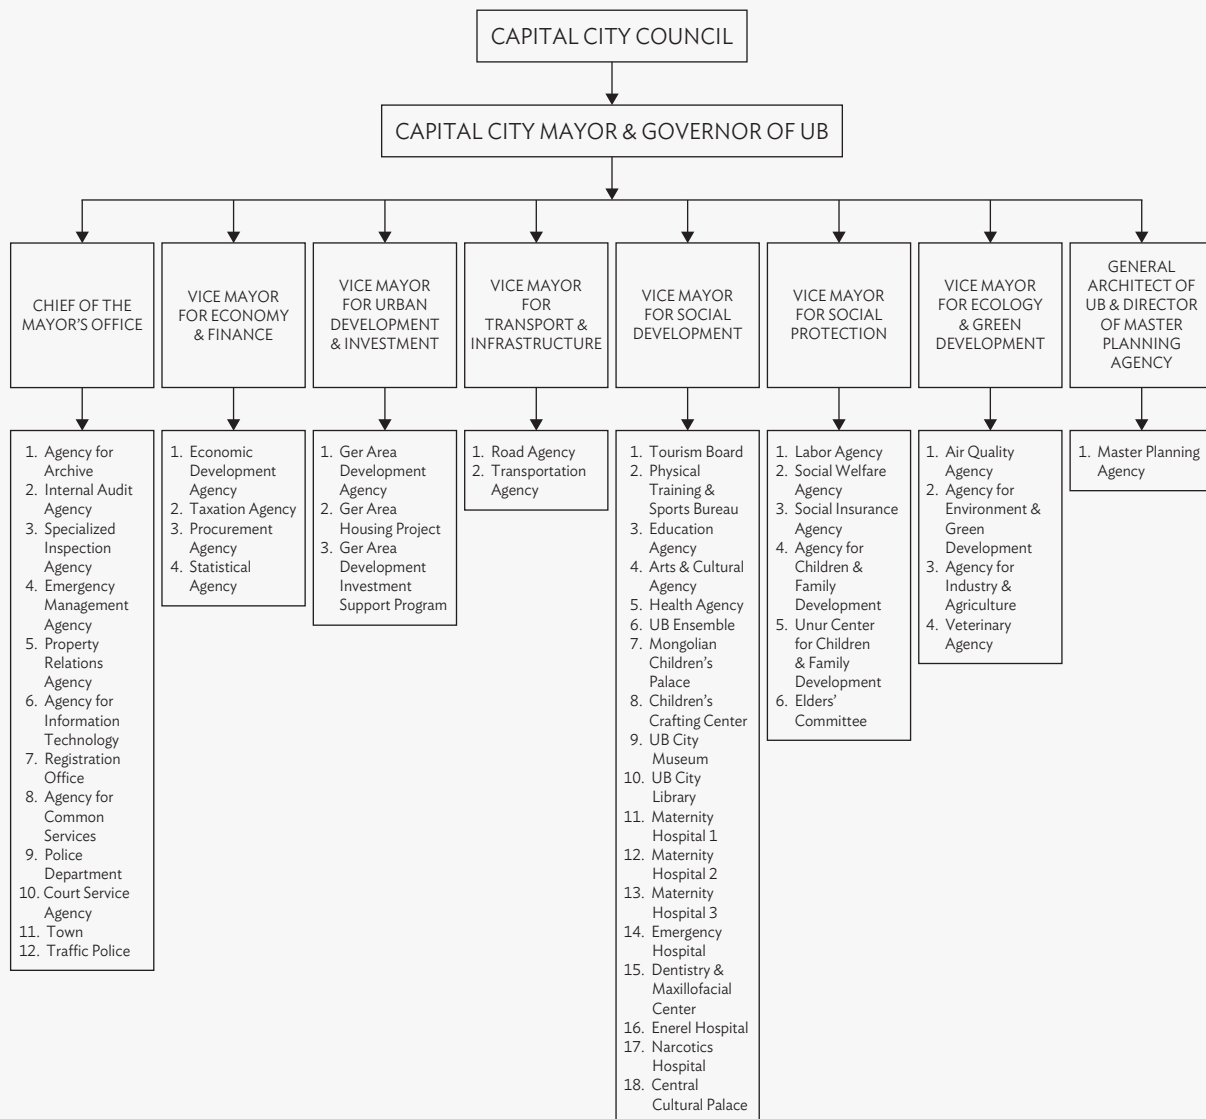 CAPITAL CITY COUNCIL
CAPITAL CITY MAYOR & GOVERNOR OF UB
CHIEF OF THE
MAYOR'S OFFICE
VICE MAYOR
FOR ECONOMY
& FINANCE
VICE MAYOR
FOR URBAN
DEVELOPMENT
& INVESTMENT
VICE MAYOR
FOR
TRANSPORT &
INFRASTRUCTURE
VICE MAYOR
FOR SOCIAL
DEVELOPMENT
VICE MAYOR
FOR SOCIAL
PROTECTION
VICE MAYOR
FOR ECOLOGY
& GREEN
DEVELOPMENT
GENERAL
ARCHITECT OF
UB & DIRECTOR
OF MASTER
PLANNING
AGENCY
1. Agency for
Archive
2. Internal Audit
Agency
3. Specialized
Inspection
Agency
4. Emergency
Management
Agency
5. Property
Relations
Agency
6. Agency for
Information
Technology
7. Registration
Office
8. Agency for
Common
Services
9. Police
Department
10. Court Service
Agency
11. Town
12. Traffic Police
1. Economic
Development
Agency
2. Taxation Agency
3. Procurement
Agency
4. Statistical
Agency
1. Ger Area
Development
Agency
2. Ger Area
Housing Project
3. Ger Area
Development
Investment
Support Program
1. Road Agency
2. Transportation
Agency
1. Tourism Board
2. Physical
Training &
Sports Bureau
3. Education
Agency
4. Arts & Cultural
Agency
5. Health Agency
6. UB Ensemble
7. Mongolian
Children's
Palace
8. Children's
Crafting Center
9. UB City
Museum
10. UB City
Library
11. Maternity
Hospital 1
12. Maternity
Hospital 2
13. Maternity
Hospital 3
14. Emergency
Hospital
15. Dentistry &
Maxillofacial
Center
16. Enerel Hospital
17. Narcotics
Hospital
18. Central
Cultural Palace
1. Labor Agency
2. Social Welfare
Agency
3. Social Insurance
Agency
4. Agency for
Children &
Family
Development
5. Unur Center
for Children
& Family
Development
6. Elders'
Committee
1. Air Quality
Agency
2. Agency for
Environment &
Green
Development
3. Agency for
Industry &
Agriculture
4. Veterinary
Agency
1. Master Planning
Agency